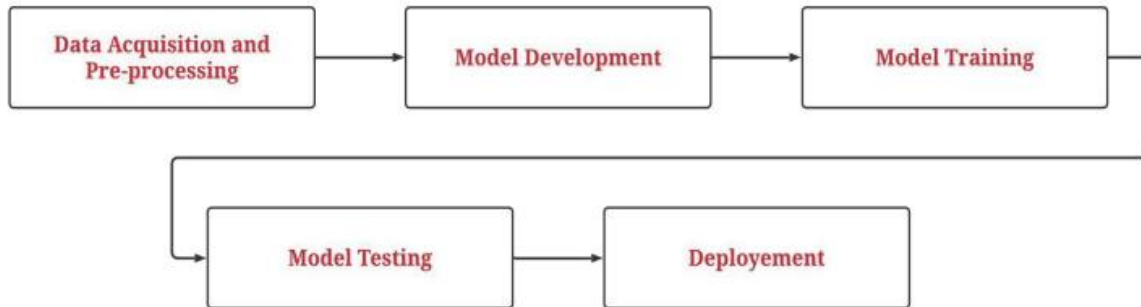 Data Acquisition and
Pre-processing
Model Development
Model Training
Model Testing
Deployement